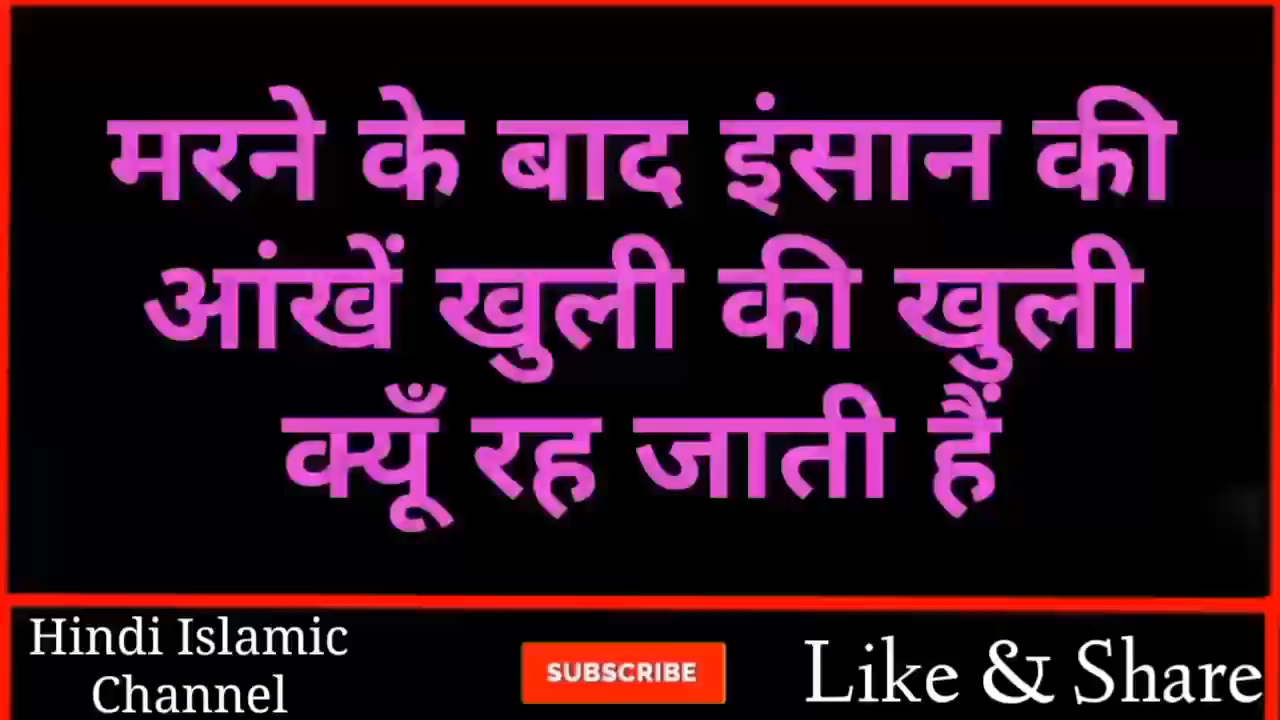 मरने के बाद इंसान की
आंखें खुली की खुली
क्यूँ रह जाती हैं
Hindi Islamic
Channel
SUBSCRIBE
Like & Share